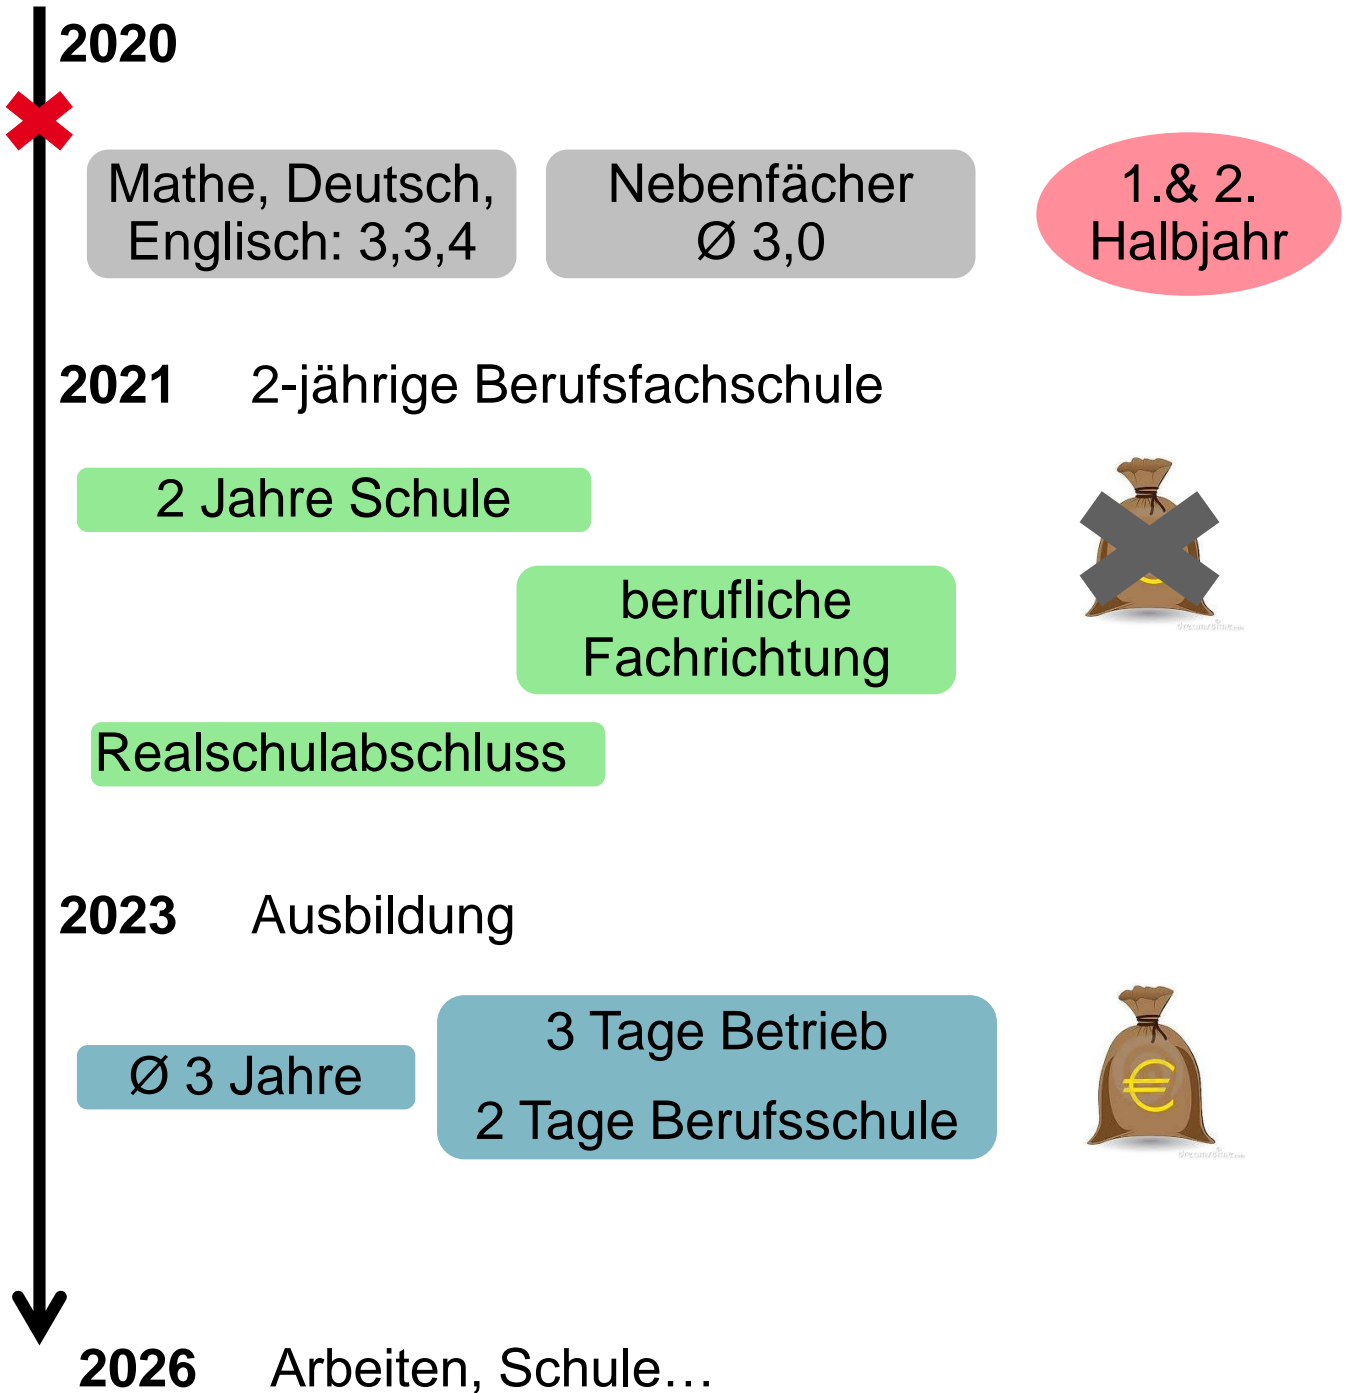 2020
Mathe, Deutsch,
Englisch: 3,3,4
Nebenfächer
Ø 3,0
1.& 2.
Halbjahr
2021 2-jährige Berufsfachschule
2 Jahre Schule
berufliche
Fachrichtung
Realschulabschluss
2023 Ausbildung
Ø 3 Jahre
3 Tage Betrieb
2 Tage Berufsschule
€
2026 Arbeiten, Schule…